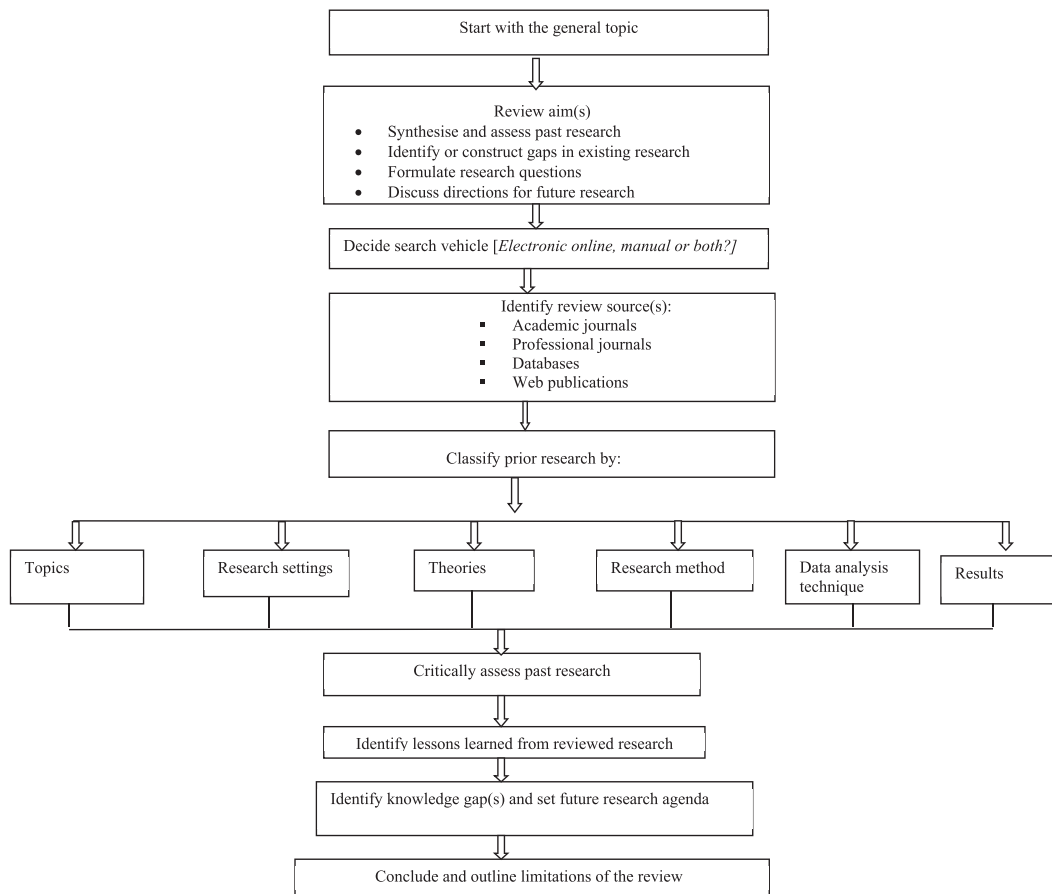 Start with the general topic
Review aim(s)
• Synthesise and assess past research
• Identify or construct gaps in existing research
• Formulate research questions
• Discuss directions for future research
Decide search vehicle [Electronic online, manual or both?]
Identify review source(s):
▪ Academic journals
▪ Professional journals
▪ Databases
▪ Web publications
Classify prior research by:
Topics
Research settings
Theories
Research method
Data analysis
technique
Results
Critically assess past research
Identify lessons learned from reviewed research
Identify knowledge gap(s) and set future research agenda
Conclude and outline limitations of the review